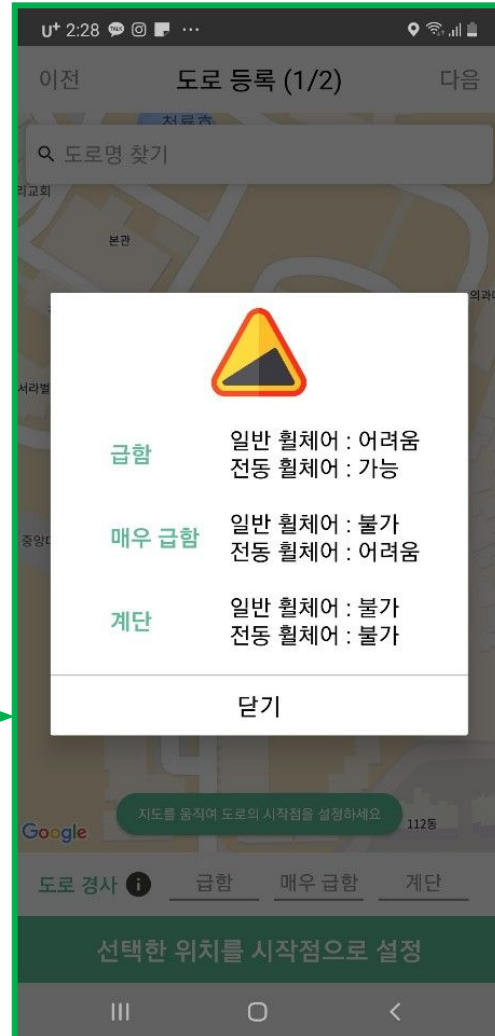 U+ 2:28
이전 도로 등록 (1/2) 다음
도로명 찾기
본관
급함
일반 휠체어 : 어려움
전동 휠체어 : 가능
매우 급함
일반 휠체어 : 불가
전동 휠체어 : 어려움
계단
일반 휠체어 : 불가
전동 휠체어 : 불가
닫기
지도를 움직여 도로의 시작점을 설정하세요
112동
Google
도로 경사 급함 매우 급함 계단
선택한 위치를 시작점으로 설정